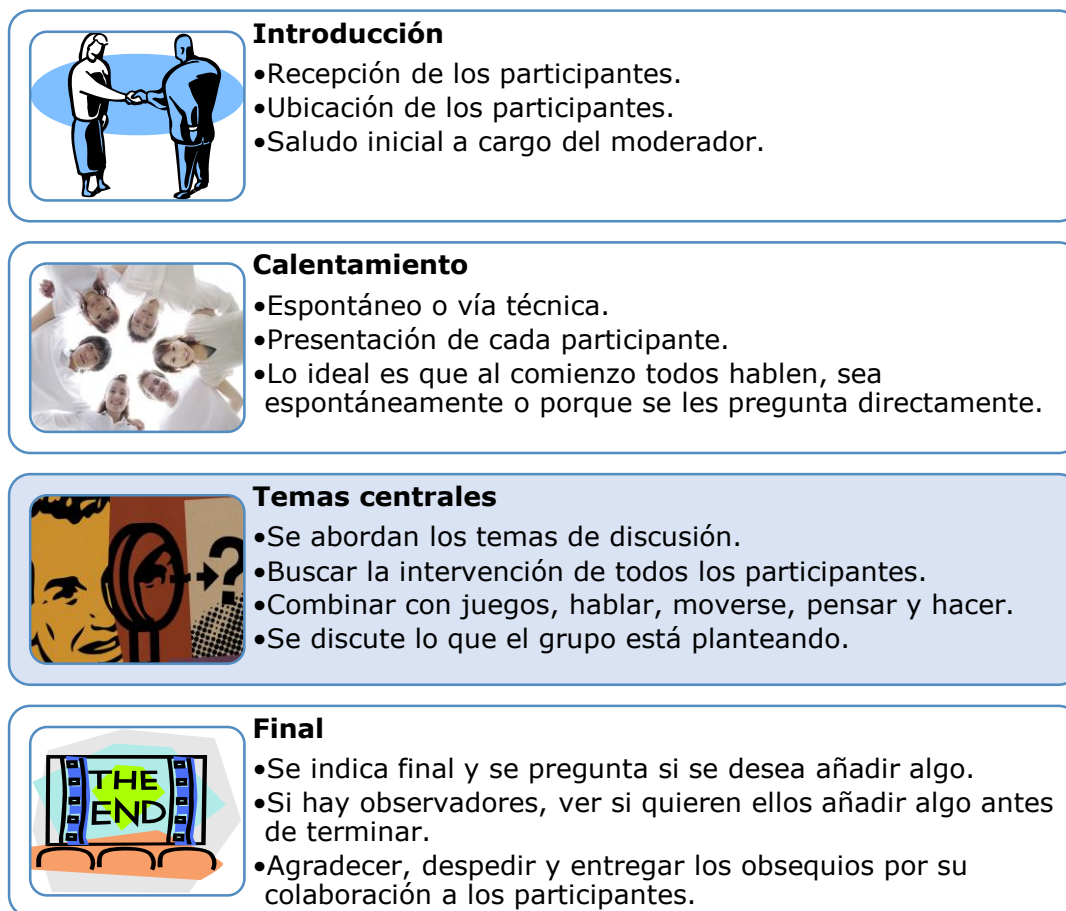 Introducción
•Recepción de los participantes.
•Ubicación de los participantes.
•Saludo inicial a cargo del moderador.
Calentamiento
•Espontáneo o vía técnica.
•Presentación de cada participante.
•Lo ideal es que al comienzo todos hablen, sea
espontáneamente o porque se les pregunta directamente.
Temas centrales
•Se abordan los temas de discusión.
•Buscar la intervención de todos los participantes.
•Combinar con juegos, hablar, moverse, pensar y hacer.
•Se discute lo que el grupo está planteando.
?
Final
•Se indica final y se pregunta si se desea añadir algo.
•Si hay observadores, ver si quieren ellos añadir algo antes
de terminar.
•Agradecer, despedir y entregar los obsequios por su
colaboración a los participantes.
THE
END